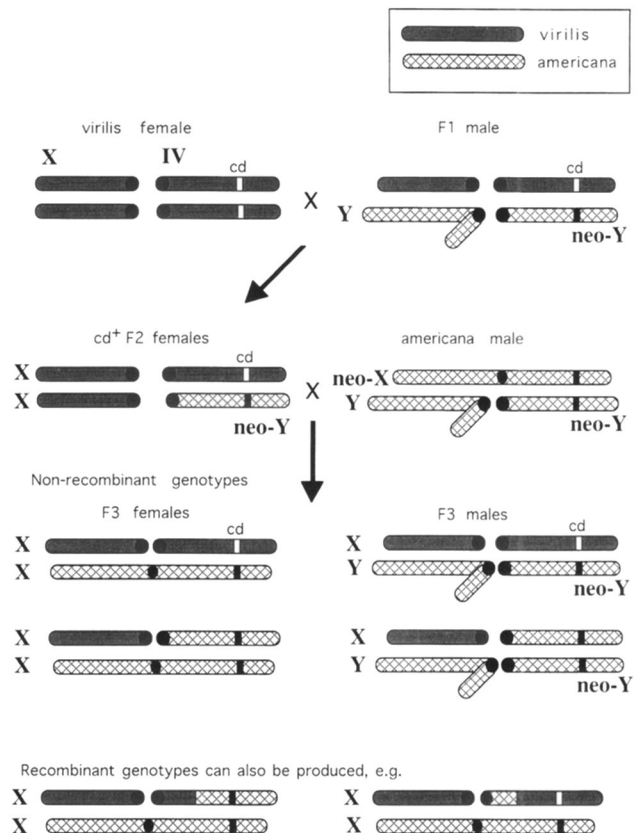 virilis
americana
virilis female
F1 male
X IV
cd
cd
X
Y
neo-Y
cd+ F2 females
americana male
cd
X
X
neo-Y
X
neo-X
Y
neo-Y
Non-recombinant genotypes
F3 females
F3 males
cd
cd
X
X
X
Y
neo-Y
X
X
X
Y
neo-Y
Recombinant genotypes can also be produced, e.g.
X
X
X
X